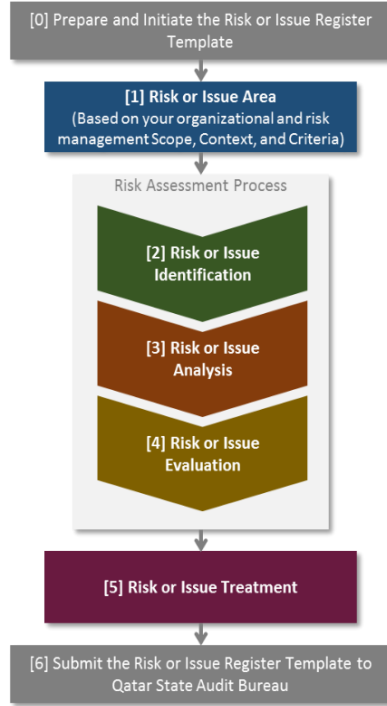 [0] Prepare and Initiate the Risk or Issue Register
Template
[1] Risk or Issue Area
(Based on your organizational and risk
management Scope, Context, and Criteria)
Risk Assessment Process
[2] Risk or Issue
Identification
[3] Risk or Issue
Analysis
[4] Risk or Issue
Evaluation
[5] Risk or Issue Treatment
[6] Submit the Risk or Issue Register Template to
Qatar State Audit Bureau